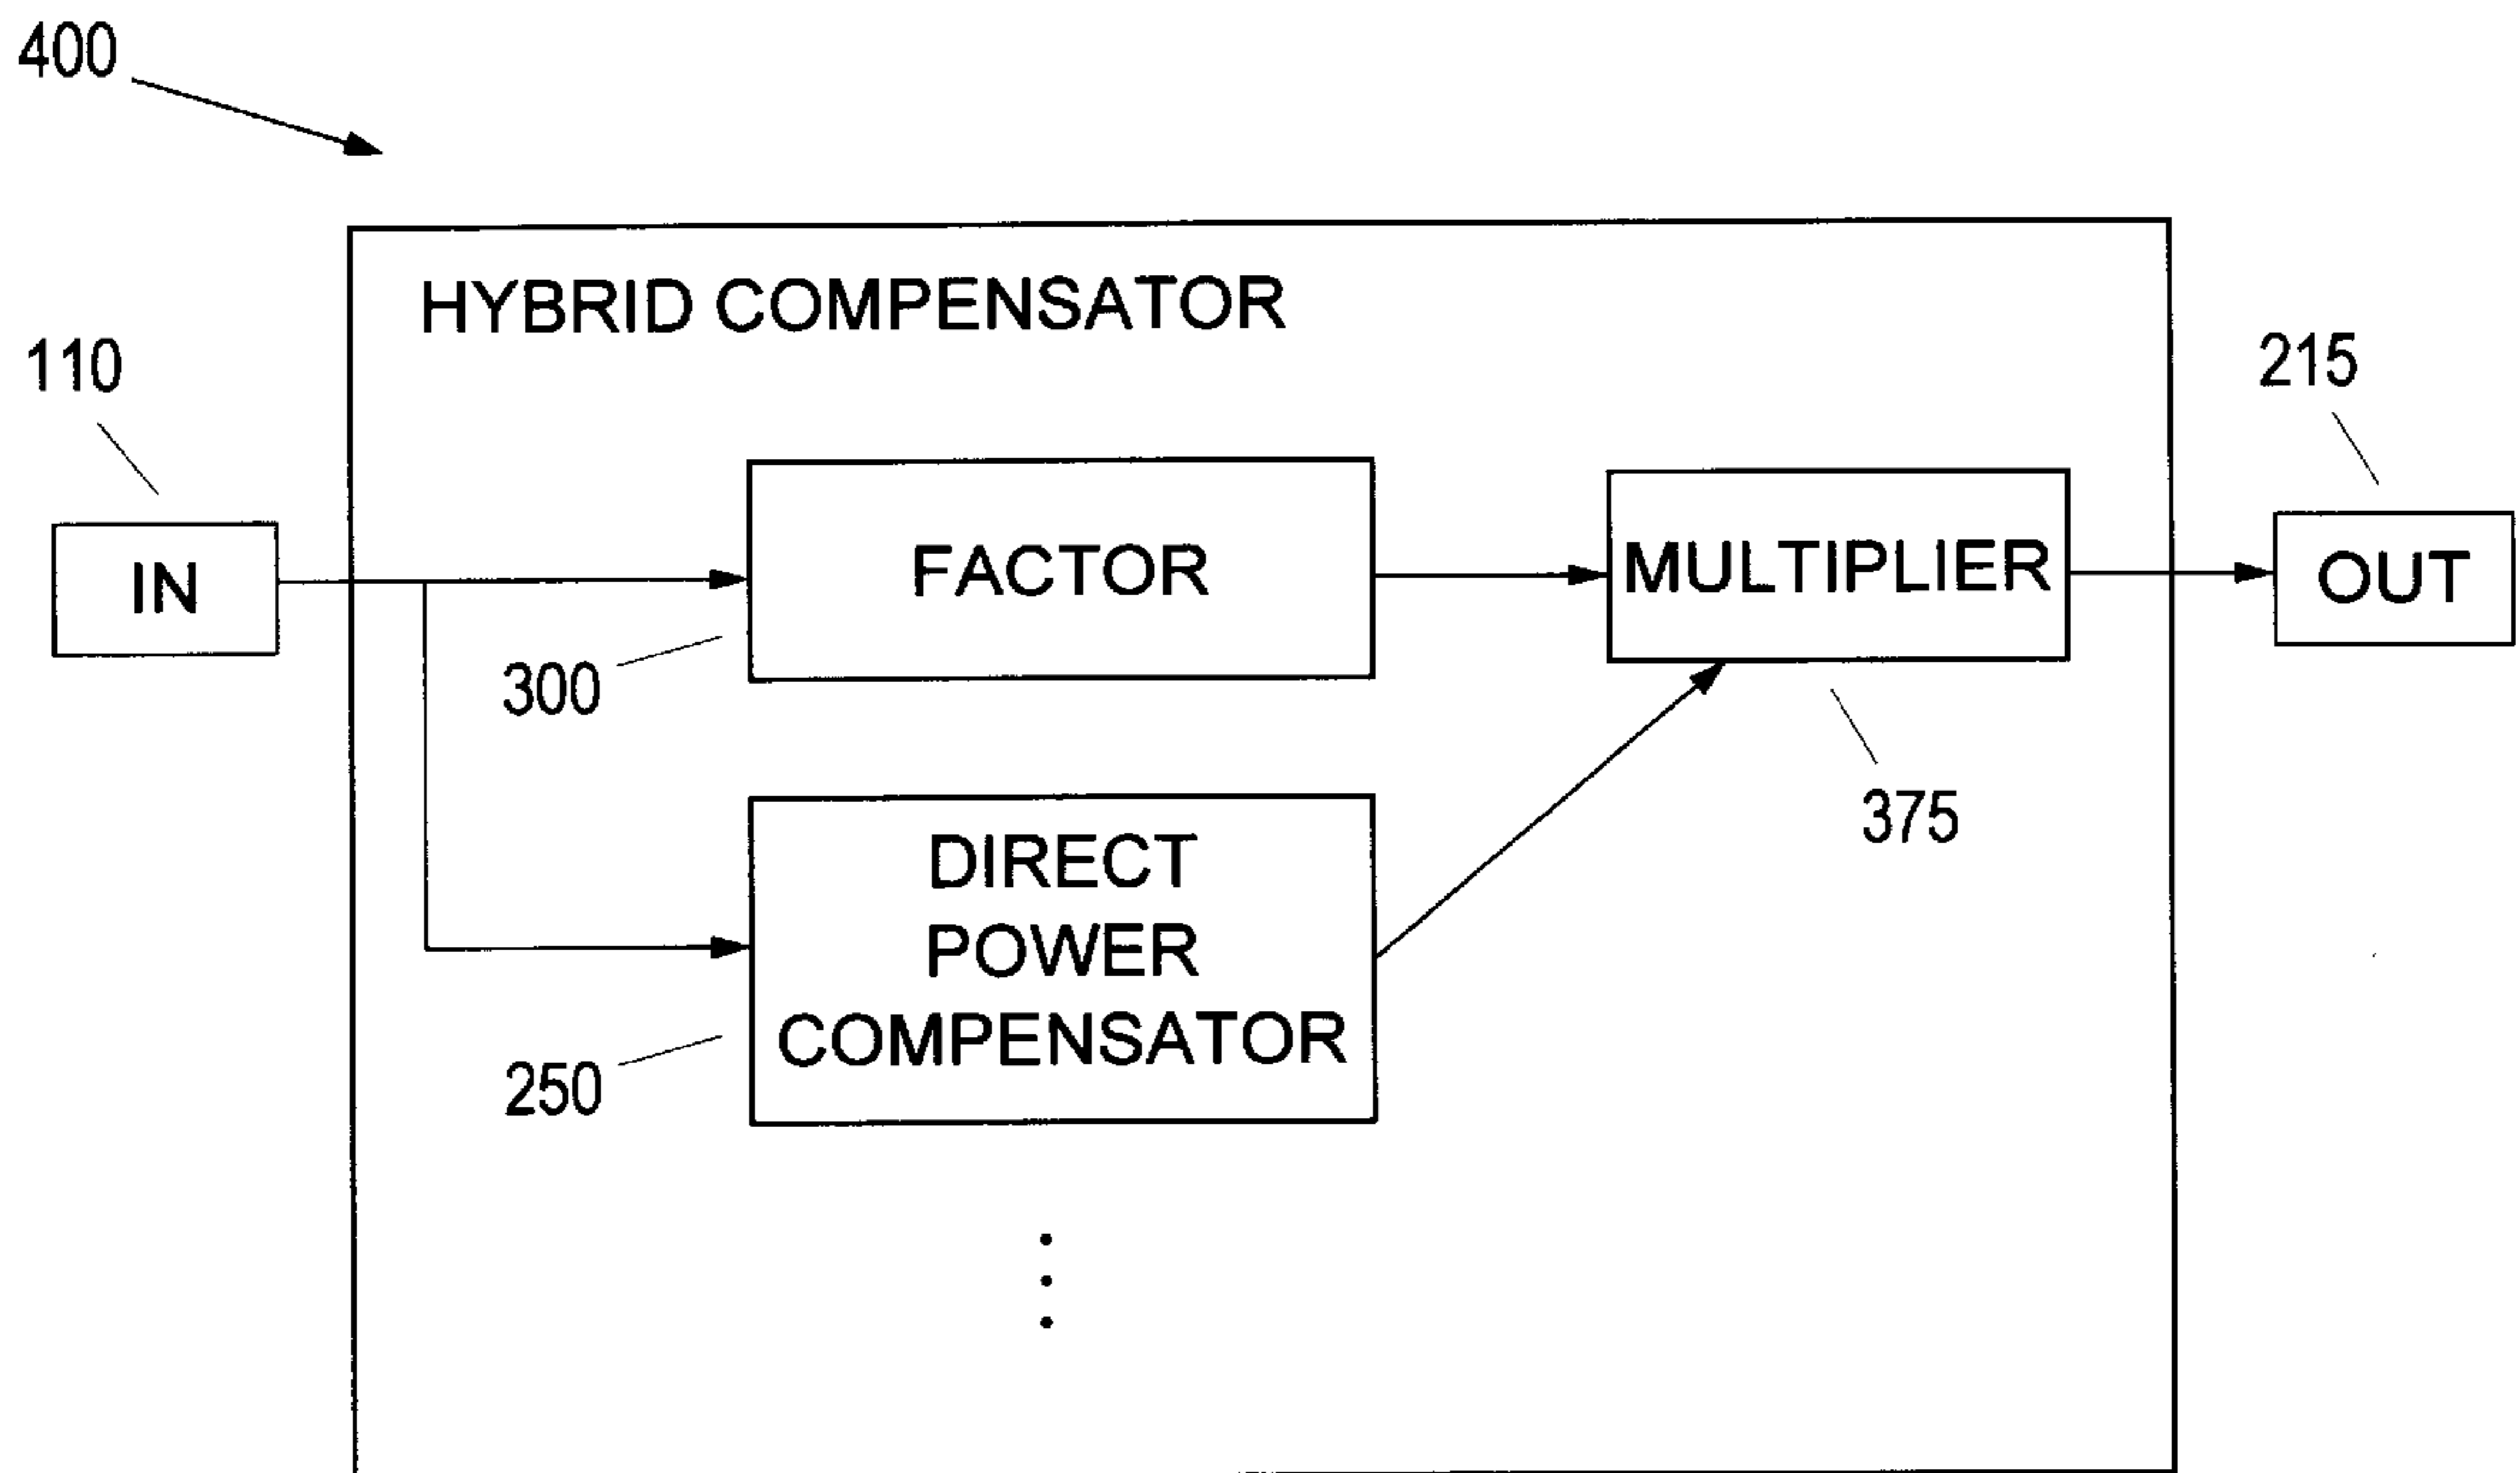 400
HYBRID COMPENSATOR
110
215
IN
FACTOR
MULTIPLIER
OUT
300
375
DIRECT
POWER
COMPENSATOR
250